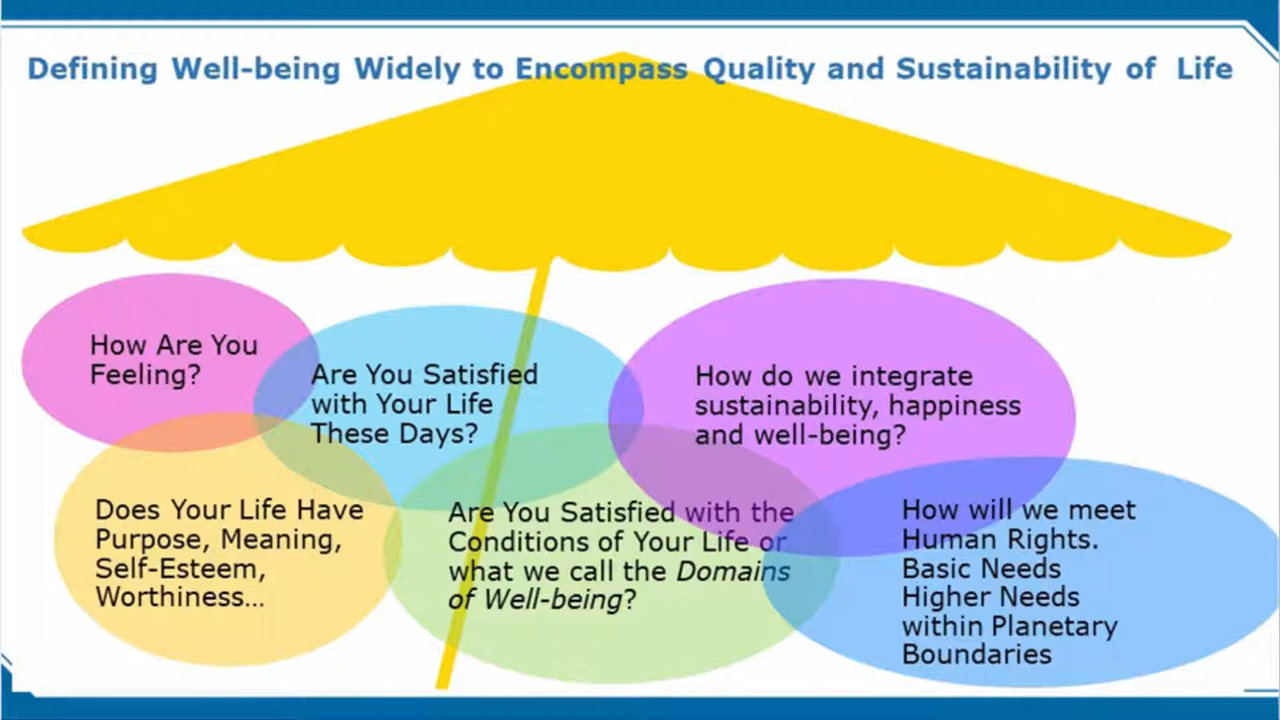 Defining Well-being Widely to Encompass Quality and Sustainability of Life
How Are You
Feeling?
Are You Satisfied
with Your Life
These Days?
How do we integrate
sustainability, happiness
and well-being?
Does Your Life Have
Purpose, Meaning,
Self-Esteem,
Worthiness...
Are You Satisfied with the
Conditions of Your Life or
what we call the Domains
of Well-being?
How will we meet
Human Rights.
Basic Needs
Higher Needs
within Planetary
Boundaries